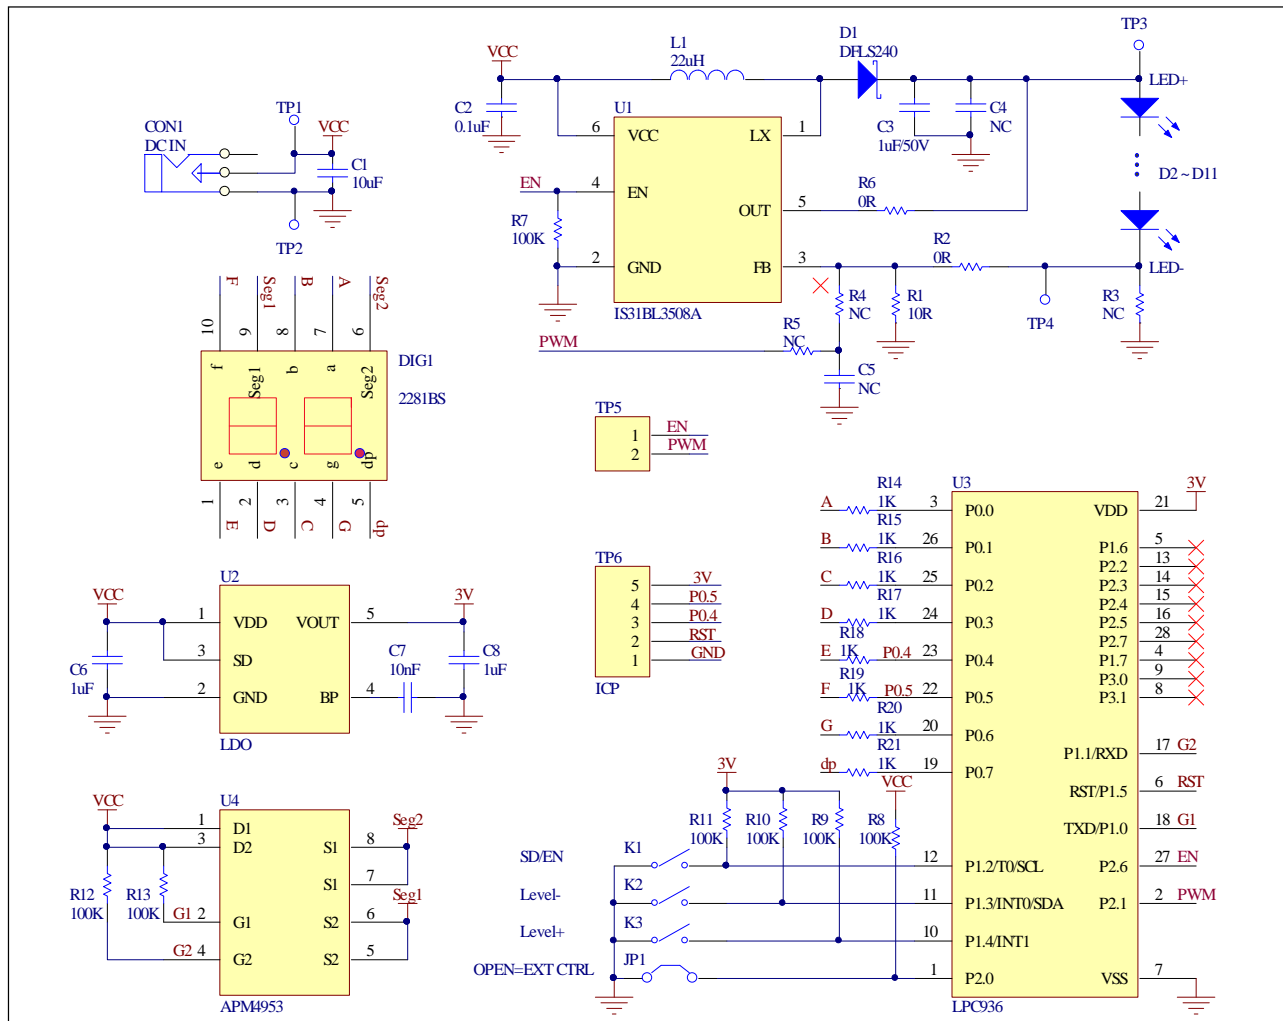 TP3
D1
DFLS240
L1
22uH
VCC
LED+
C2
0.1uF
U1
6
VCC
LX
1
C3
1uF/50V
C4
NC
TP1
CON1
DC IN
VCC
C1
10uF
TP2
EN
4
EN
R7
100K
OUT
5
R6
0R
D2~D11
2
GND
FB
3
R2
0R
LED-
IS31BL3508A
R4
NC
R1
10R
TP4
R3
NC
PWM
R5
NC
C5
NC
F
Seg1
B
A
Seg2
10
9
8
7
6
f
Seg1
b
a
Seg2
DIG1
2281BS
e
d
c
g
dp
1
2
3
4
5
E
D
C
G
dp
TP5
1
EN
2
PWM
TP6
5
3V
4
P0.5
3
P0.4
2
RST
1
GND
ICP
U2
VCC
3V
1
VDD
VOUT
5
3
SD
C6
1uF
C7
10nF
C8
1uF
2
GND
BP
4
LDO
U4
VCC
1
D1
3
D2
S1
8
Seg2
R12
100K
R13
100K
S1
7
Seg1
G1
2
G1
S2
6
G2
4
G2
S2
5
APM4953
U3
3V
A
R14
1K
3
P0.0
VDD
21
B
R15
1K
26
P0.1
P1.6
5
P2.2
13
C
R16
1K
25
P0.2
P2.3
14
P2.4
15
D
R17
1K
24
P0.3
P2.5
16
P2.7
28
E
R18
1K
P0.4
23
P0.4
P1.7
4
P3.0
9
F
R19
1K
P0.5
22
P0.5
P3.1
8
G
R20
1K
20
P0.6
P1.1/RXD
17
G2
dp
R21
1K
19
P0.7
RST/P1.5
6
RST
3V
VCC
R11
100K
R10
100K
R9
100K
R8
100K
TXD/P1.0
18
G1
SD/EN
K1
12
P1.2/T0/SCL
P2.6
27
EN
Level-
K2
11
P1.3/INT0/SDA
P2.1
2
PWM
Level+
K3
10
P1.4/INT1
OPEN=EXT CTRL
JP1
1
P2.0
VSS
7
LPC936